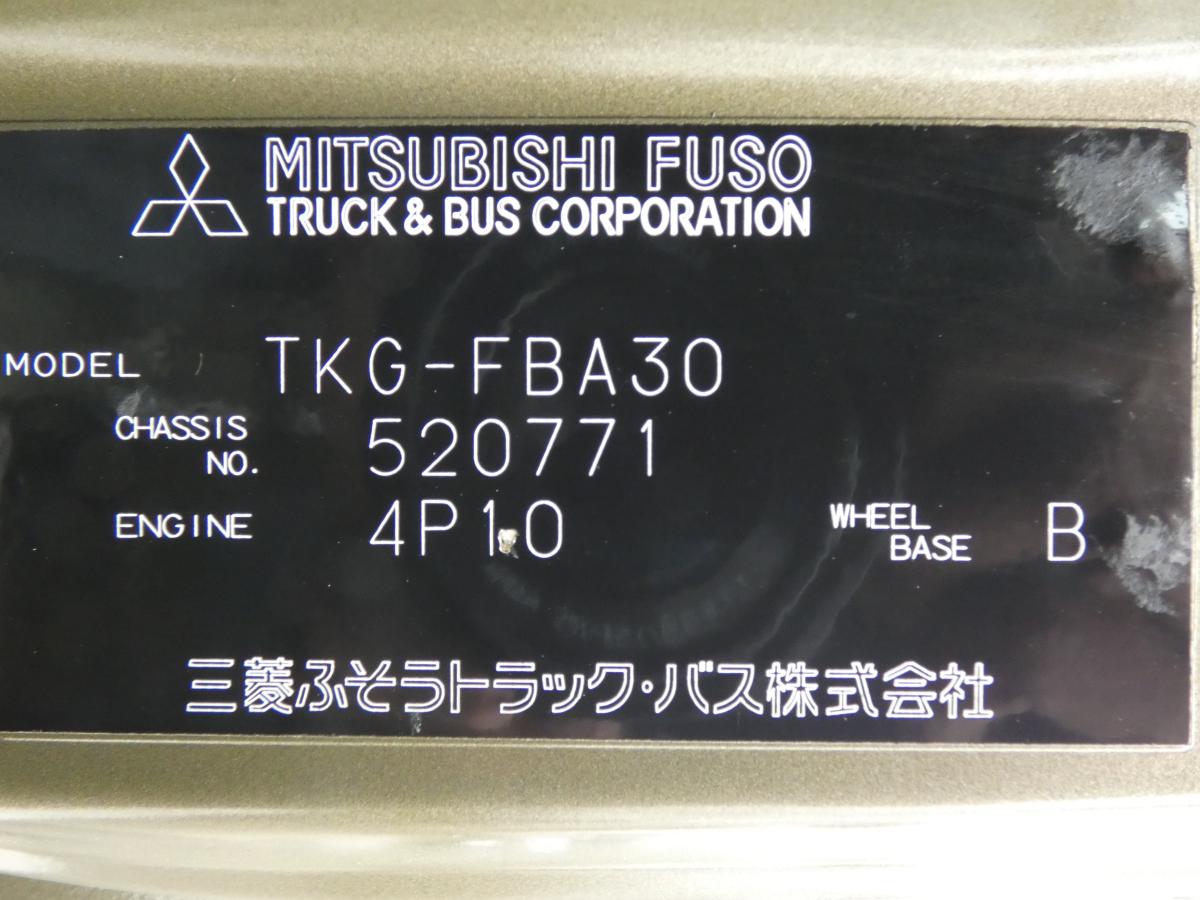 MITSUBISHI FUSO
TRUCK & BUS CORPORATION
MODEL TKG-FBA30
CHASSIS NO. 520771
ENGINE 4P10 WHEEL BASE B
三菱ふそうトラック・バス株式会社